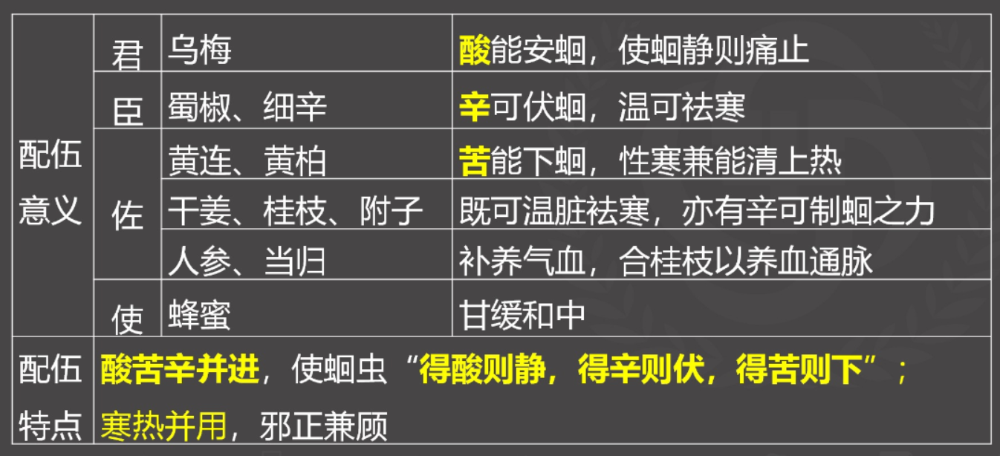 配伍意义
君 乌梅 酸能安蛔，使蛔静则痛止
臣 蜀椒、细辛 辛可伏蛔，温可祛寒
佐 黄连、黄柏 苦能下蛔，性寒兼能清上热
干姜、桂枝、附子 既可温脏祛寒，亦有辛可制蛔之力
人参、当归 补养气血，合桂枝以养血通脉
使 蜂蜜 甘缓和中
配伍特点
酸苦辛并进，使蛔虫“得酸则静，得辛则伏，得苦则下”；
寒热并用，邪正兼顾